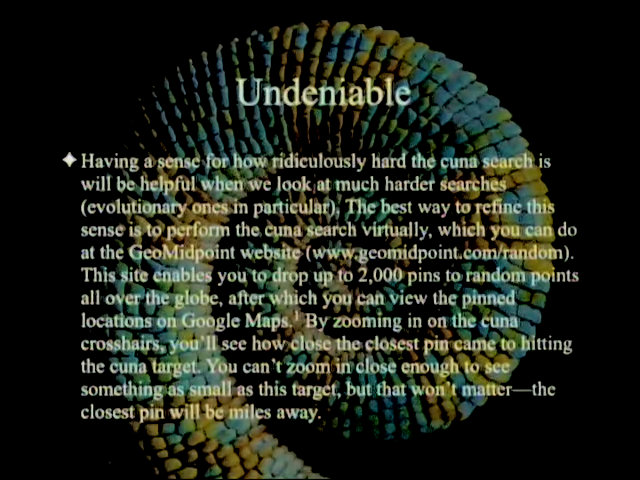 Undeniable
✦ Having a sense for how ridiculously hard the cuna search is
will be helpful when we look at much harder searches
(evolutionary ones in particular). The best way to refine this
sense is to perform the cuna search virtually, which you can do
at the GeoMidpoint website (www.geomidpoint.com/random).
This site enables you to drop up to 2,000 pins to random points
all over the globe, after which you can view the pinned
locations on Google Maps.¹ By zooming in on the cuna
crosshairs, you’ll see how close the closest pin came to hitting
the cuna target. You can’t zoom in close enough to see
something as small as this target, but that won’t matter—the
closest pin will be miles away.